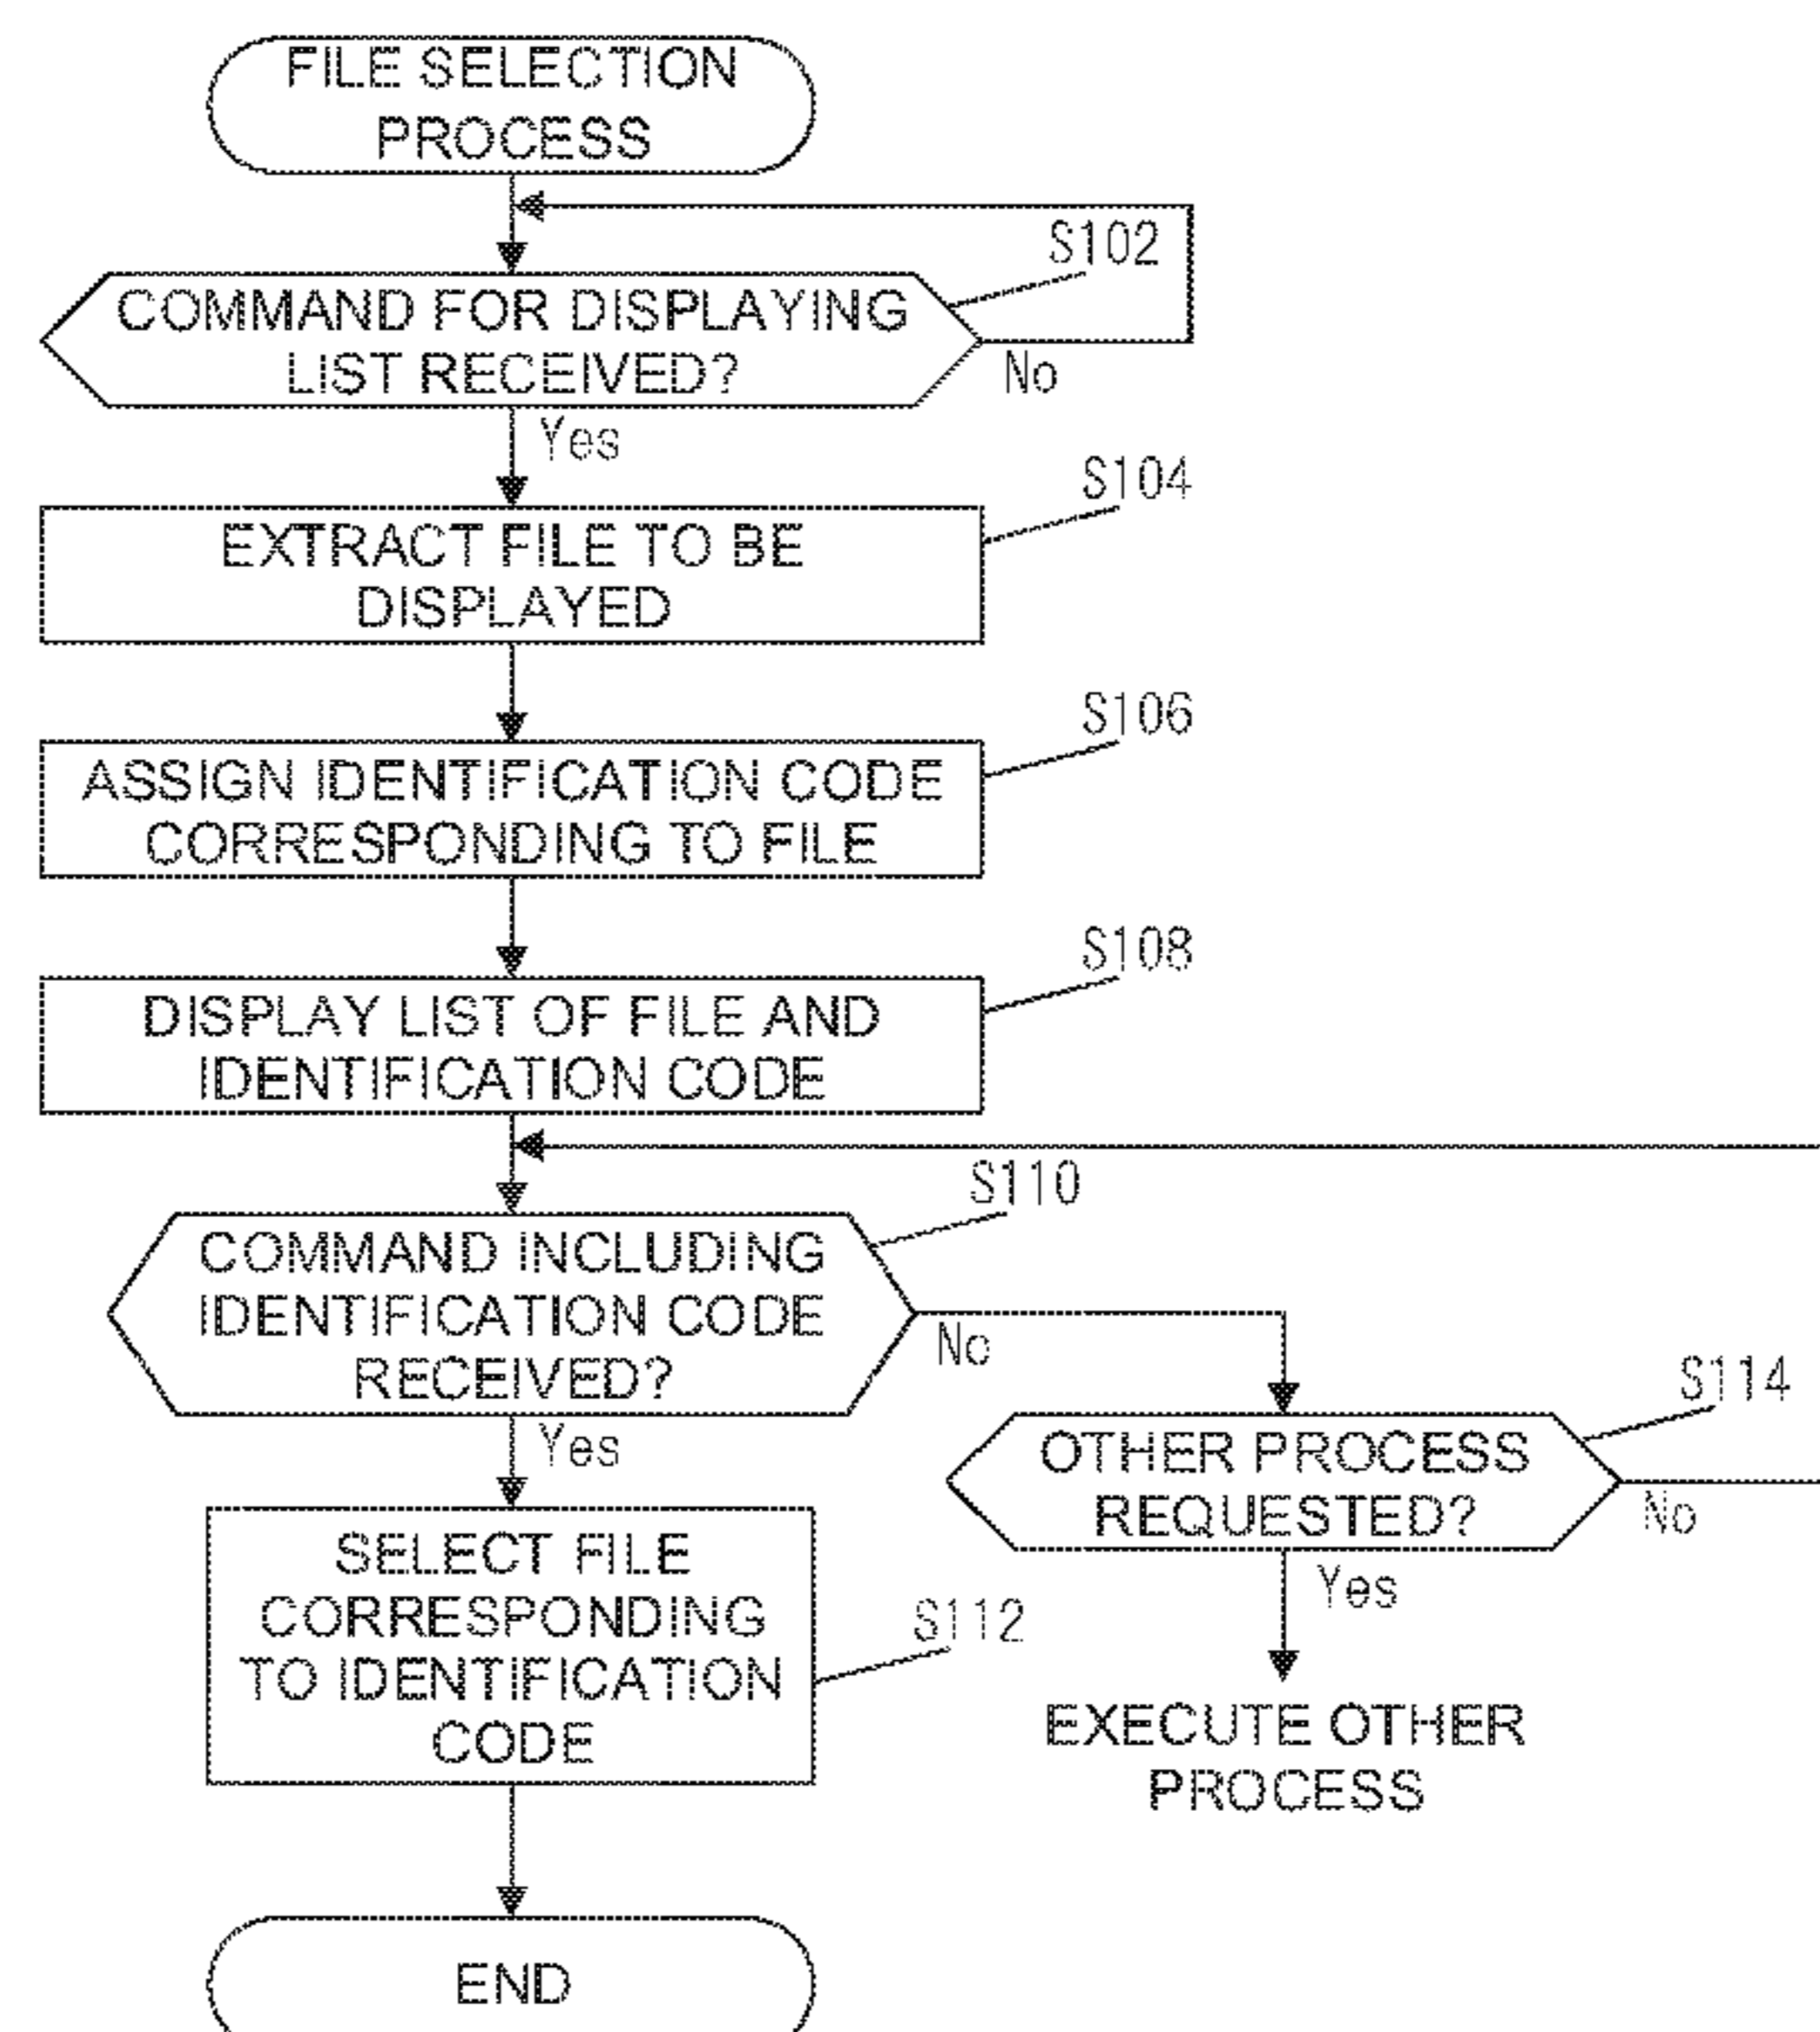 FILE SELECTION
PROCESS
S102
COMMAND FOR DISPLAYING
LIST RECEIVED?
No
Yes
S104
EXTRACT FILE TO BE
DISPLAYED
S106
ASSIGN IDENTIFICATION CODE
CORRESPONDING TO FILE
S108
DISPLAY LIST OF FILE AND
IDENTIFICATION CODE
S110
COMMAND INCLUDING
IDENTIFICATION CODE
RECEIVED?
No
Yes
S114
OTHER PROCESS
REQUESTED?
No
Yes
SELECT FILE
CORRESPONDING
TO IDENTIFICATION
CODE
S112
EXECUTE OTHER
PROCESS
END